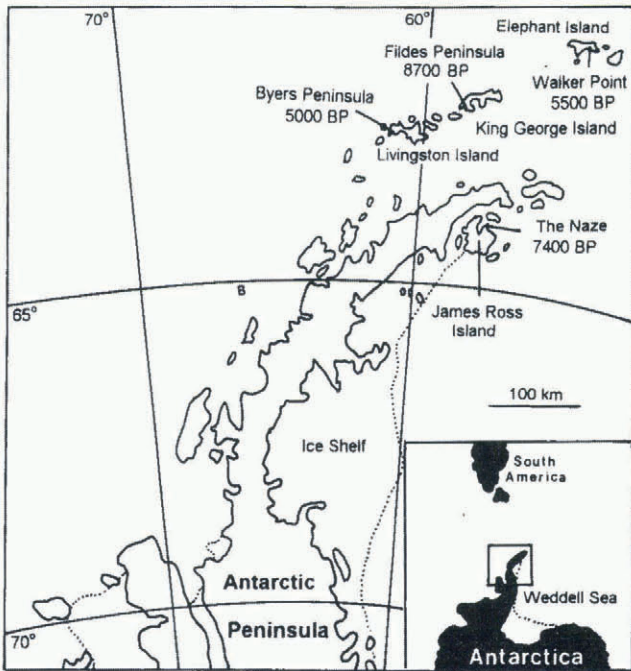 70°
60°
Elephant Island
Fildes Peninsula
8700 BP
Walker Point
5500 BP
Byers Peninsula
5000 BP
King George Island
Livingston Island
The Naze
7400 BP
65°
James Ross
Island
100 km
Ice Shelf
South
America
Antarctic
Peninsula
Weddell Sea
70°
Antarctica